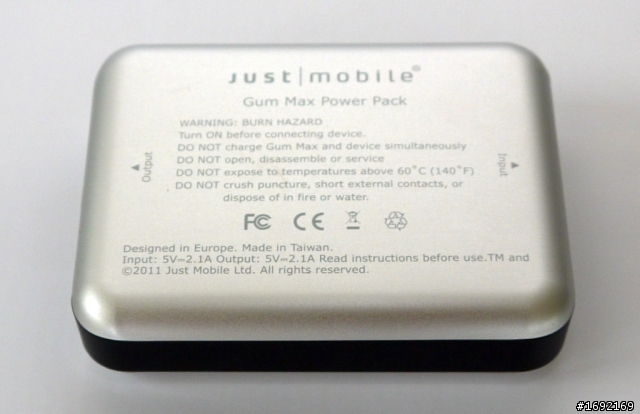 just|mobile®
Gum Max Power Pack
WARNING: BURN HAZARD
Turn ON before connecting device.
DO NOT charge Gum Max and device simultaneously
DO NOT open, disassemble or service
DO NOT expose to temperatures above 60°C (140°F)
DO NOT crush puncture, short external contacts, or
dispose of in fire or water.
Output
Input
FC CE
Designed in Europe. Made in Taiwan.
Input: 5V⎓2.1A Output: 5V⎓2.1A Read instructions before use.TM and
©2011 Just Mobile Ltd. All rights reserved.
#1692169